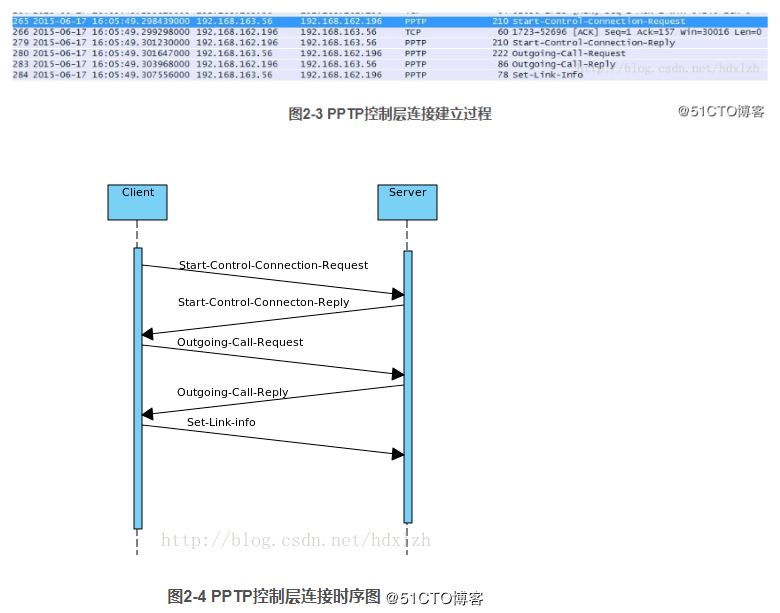 265 2015-06-17 16:05:49.298439000 192.168.163.56 192.168.162.196 PPTP 210 Start-Control-Connection-Request
266 2015-06-17 16:05:49.299298000 192.168.162.196 192.168.163.56 TCP 60 1723→52696 [ACK] Seq=1 Ack=157 Win=30016 Len=0
279 2015-06-17 16:05:49.301230000 192.168.162.196 192.168.163.56 PPTP 210 Start-Control-Connection-Reply
280 2015-06-17 16:05:49.301647000 192.168.163.56 192.168.162.196 PPTP 222 Outgoing-Call-Request
283 2015-06-17 16:05:49.303968000 192.168.162.196 192.168.163.56 PPTP 86 Outgoing-Call-Reply
284 2015-06-17 16:05:49.307556000 192.168.163.56 192.168.162.196 PPTP 78 Set-Link-Info
http://blog.csdn.net/hdxlzh
图2-3 PPTP控制层连接建立过程
@51CTO博客
Client
Server
Start-Control-Connection-Request
Start-Control-Connecton-Reply
Outgoing-Call-Request
Outgoing-Call-Reply
Set-Link-info
http://blog.csdn.net/hdxlzh
图2-4 PPTP控制层连接时序图
@51CTO博客